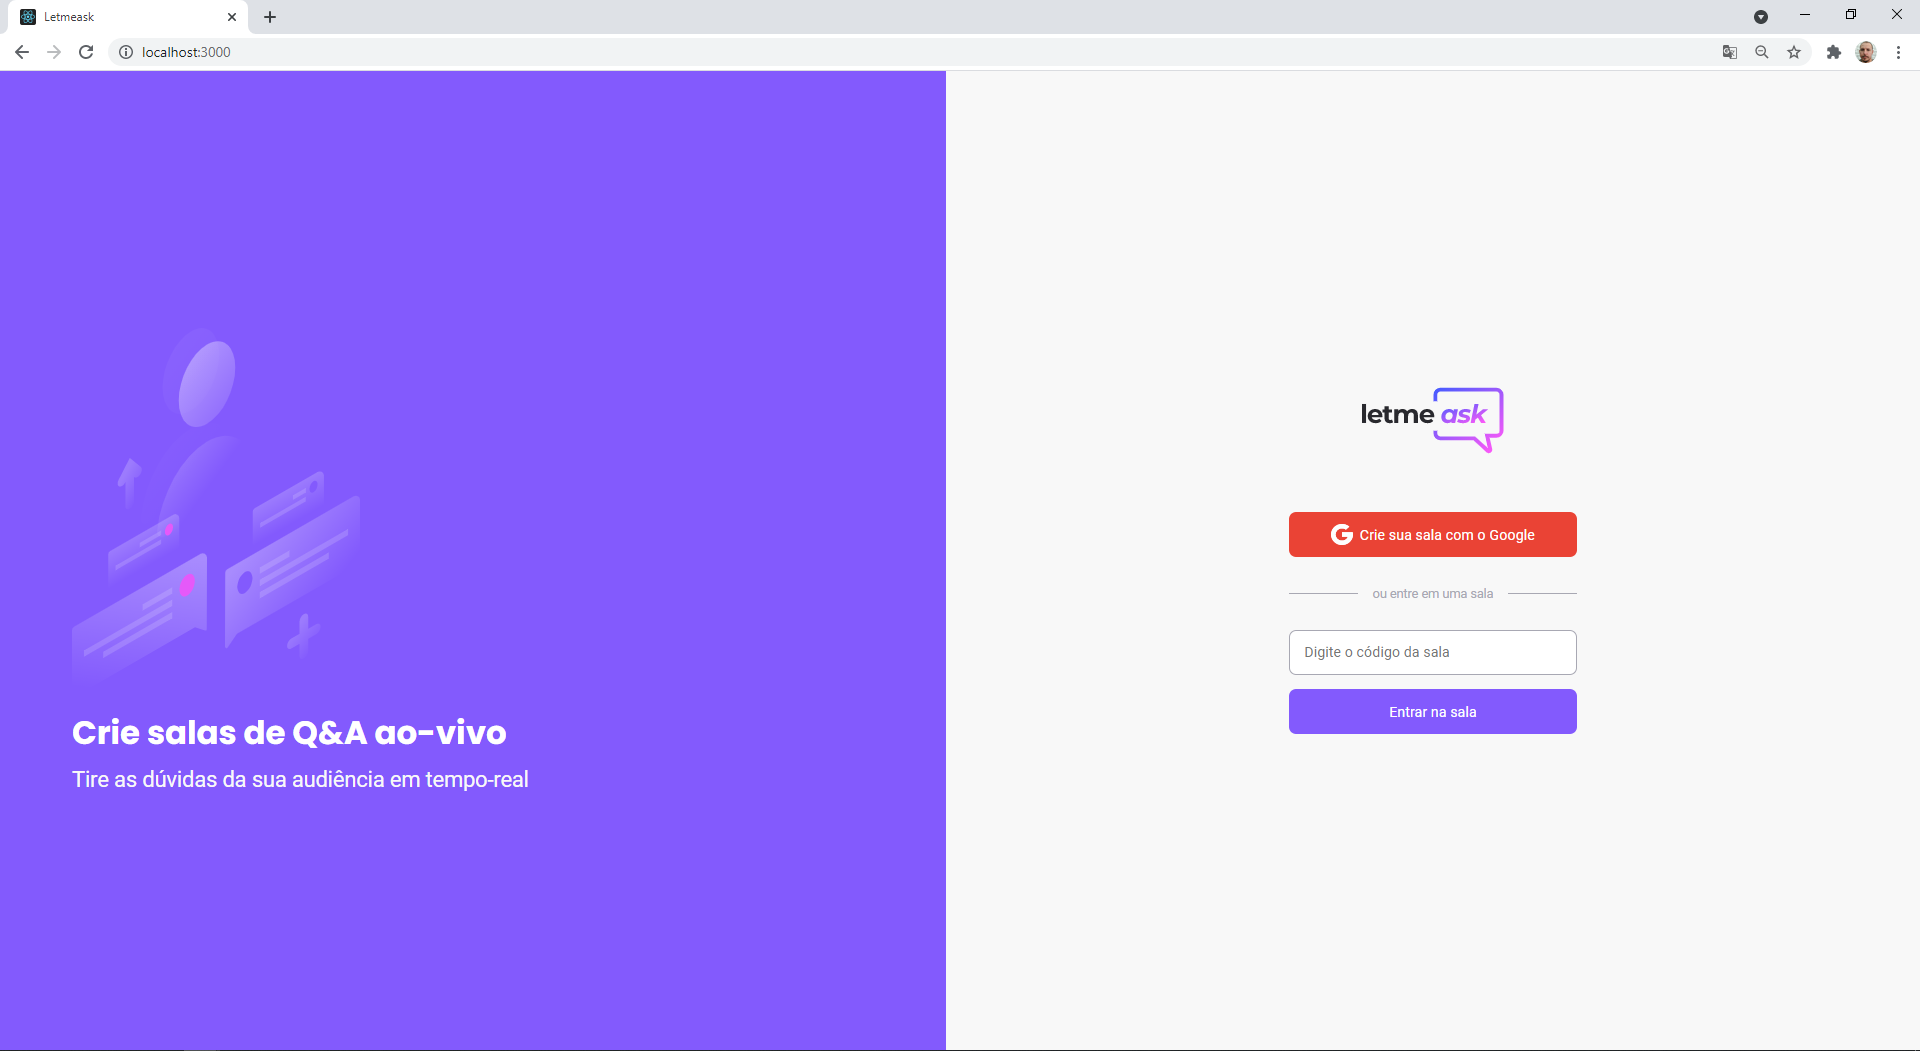 Letmeask
localhost:3000
letme ask
Crie sua sala com o Google
ou entre em uma sala
Digite o código da sala
Entrar na sala
Crie salas de Q&A ao-vivo
Tire as dúvidas da sua audiência em tempo-real